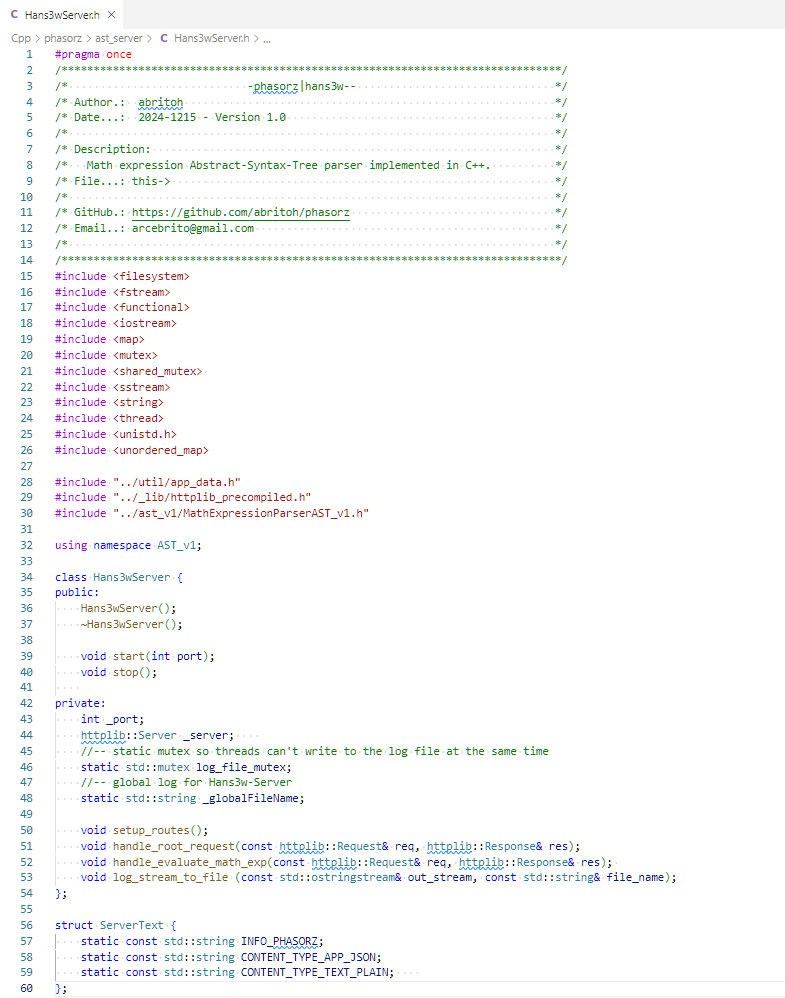 Hans3wServer.h ×
Cpp > phasorz > ast_server > C Hans3wServer.h > ...
1 #pragma once
2 /******************************************************************************/
3 /* -phasorz|hans3w-- */
4 /* Author.: abritoh */
5 /* Date...: 2024-1215 - Version 1.0 */
6 /* */
7 /* Description: */
8 /* Math expression Abstract-Syntax-Tree parser implemented in C++. */
9 /* File...: this-> */
10 /* */
11 /* GitHub.: https://github.com/abritoh/phasorz */
12 /* Email..: arcebrito@gmail.com */
13 /* */
14 /******************************************************************************/
15 #include <filesystem>
16 #include <fstream>
17 #include <functional>
18 #include <iostream>
19 #include <map>
20 #include <mutex>
21 #include <shared_mutex>
22 #include <sstream>
23 #include <string>
24 #include <thread>
25 #include <unistd.h>
26 #include <unordered_map>
27
28 #include "../util/app_data.h"
29 #include "../_lib/httplib_precompiled.h"
30 #include "../ast_v1/MathExpressionParserAST_v1.h"
31
32 using namespace AST_v1;
33
34 class Hans3wServer {
35 public:
36     Hans3wServer();
37     ~Hans3wServer();
38
39     void start(int port);
40     void stop();
41
42 private:
43     int _port;
44     httplib::Server _server;
45     //-- static mutex so threads can't write to the log file at the same time
46     static std::mutex log_file_mutex;
47     //-- global log for Hans3w-Server
48     static std::string _globalFileName;
49
50     void setup_routes();
51     void handle_root_request(const httplib::Request& req, httplib::Response& res);
52     void handle_evaluate_math_exp(const httplib::Request& req, httplib::Response& res);
53     void log_stream_to_file (const std::ostringstream& out_stream, const std::string& file_name);
54 };
55
56 struct ServerText {
57     static const std::string INFO_PHASORZ;
58     static const std::string CONTENT_TYPE_APP_JSON;
59     static const std::string CONTENT_TYPE_TEXT_PLAIN;
60 };